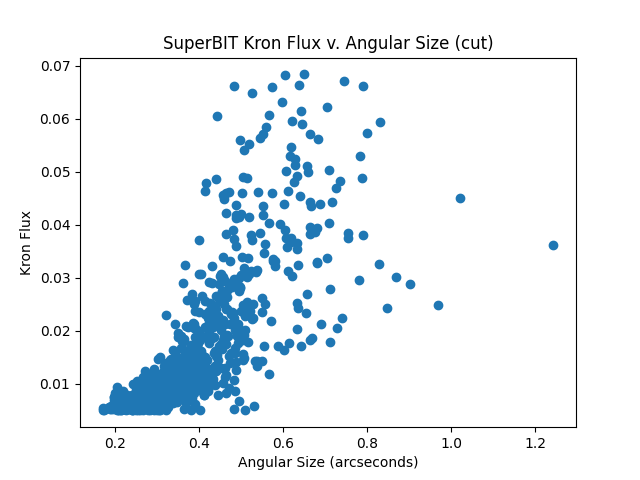 SuperBIT Kron Flux v. Angular Size (cut)
0.07
0.06
0.05
0.04
0.03
0.02
0.01
Kron Flux
0.2 0.4 0.6 0.8 1.0 1.2
Angular Size (arcseconds)